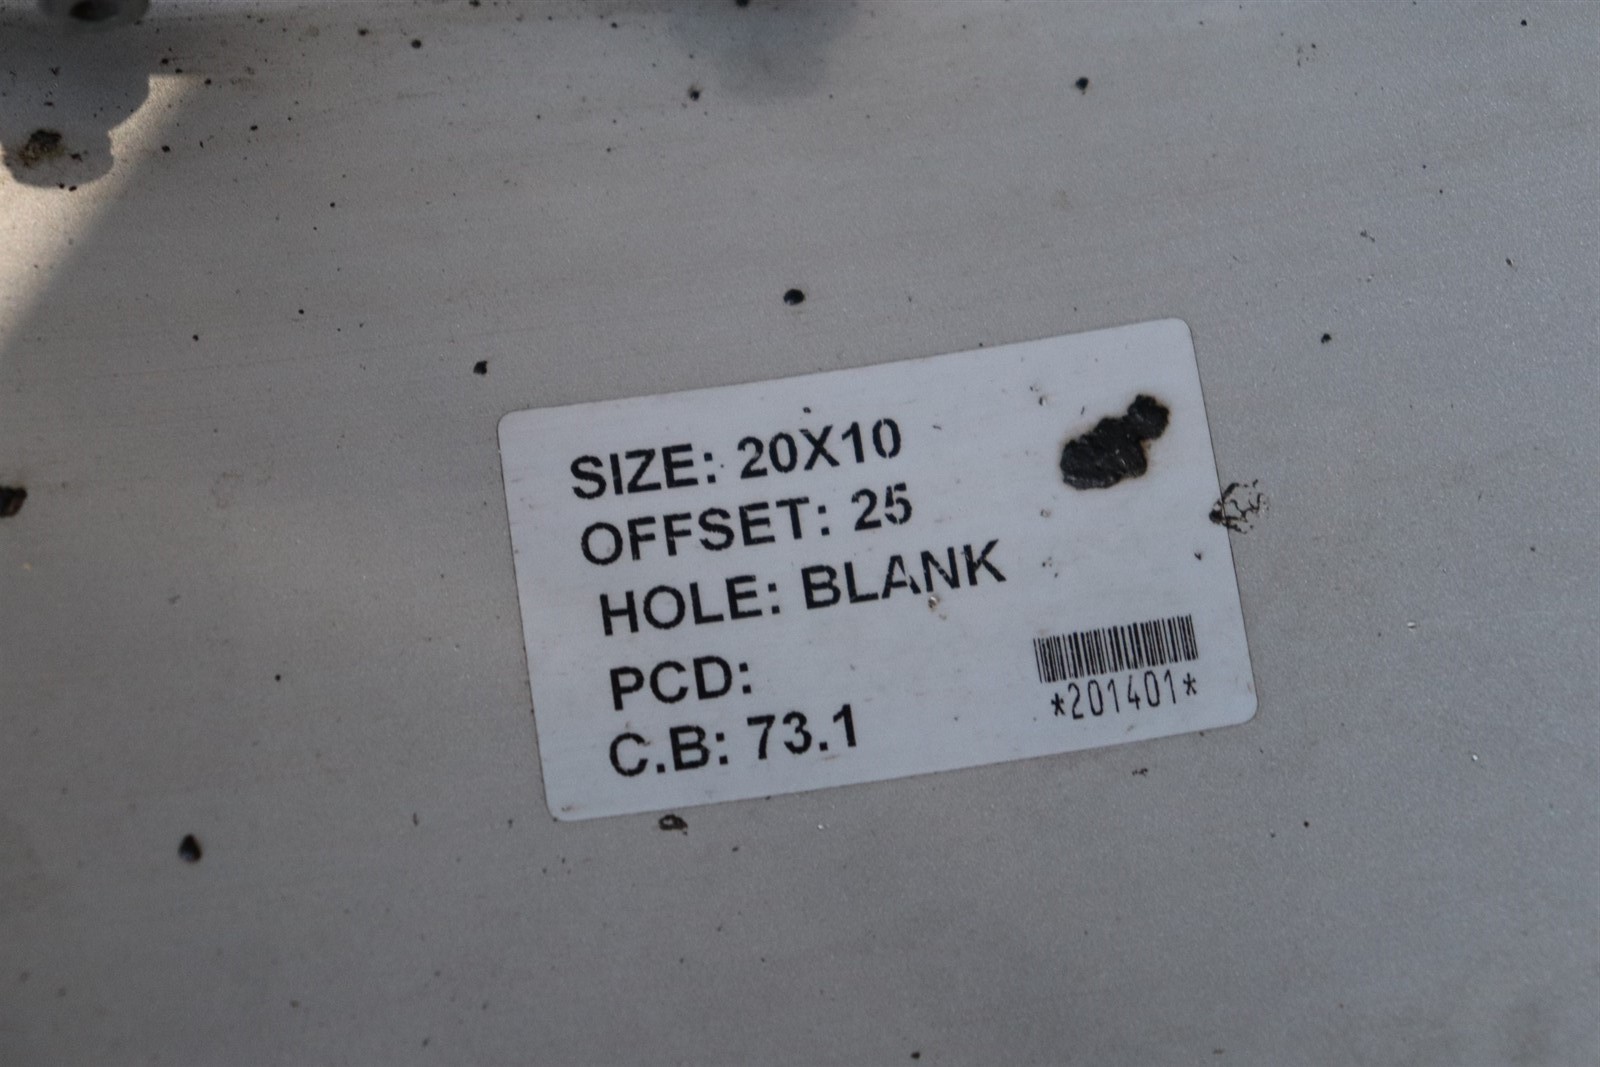 SIZE: 20X10
OFFSET: 25
HOLE: BLANK
PCD:
C.B: 73.1
*201401*